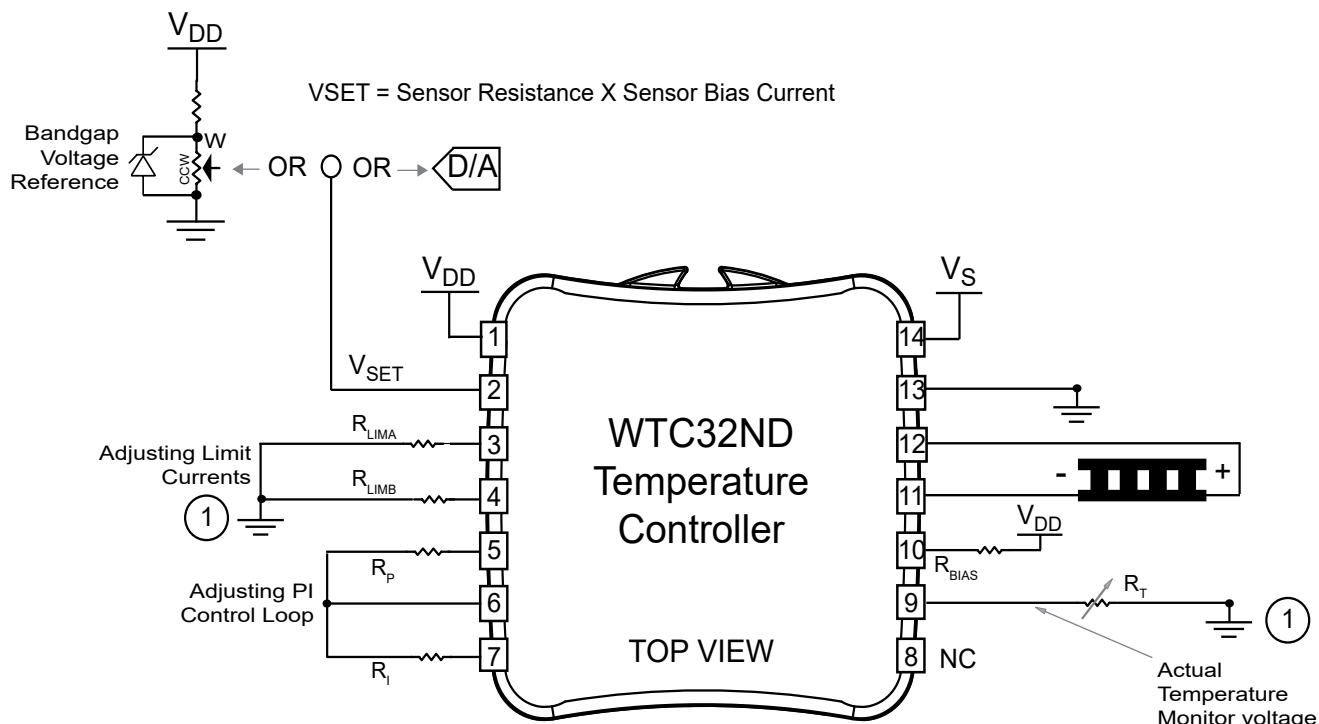 VDD
VSET = Sensor Resistance X Sensor Bias Current
Bandgap
Voltage
Reference
W
CCW
OR OR D/A
VDD
VS
1
14
VSET
2
13
RLIMA
3
12
Adjusting Limit
Currents
RLIMB
4
11
- +
1
WTC32ND
Temperature
Controller
VDD
5
10
RP
RBIAS
Adjusting PI
Control Loop
6
9
RT
1
7
RI
TOP VIEW
8
NC
Actual
Temperature
Monitor voltage